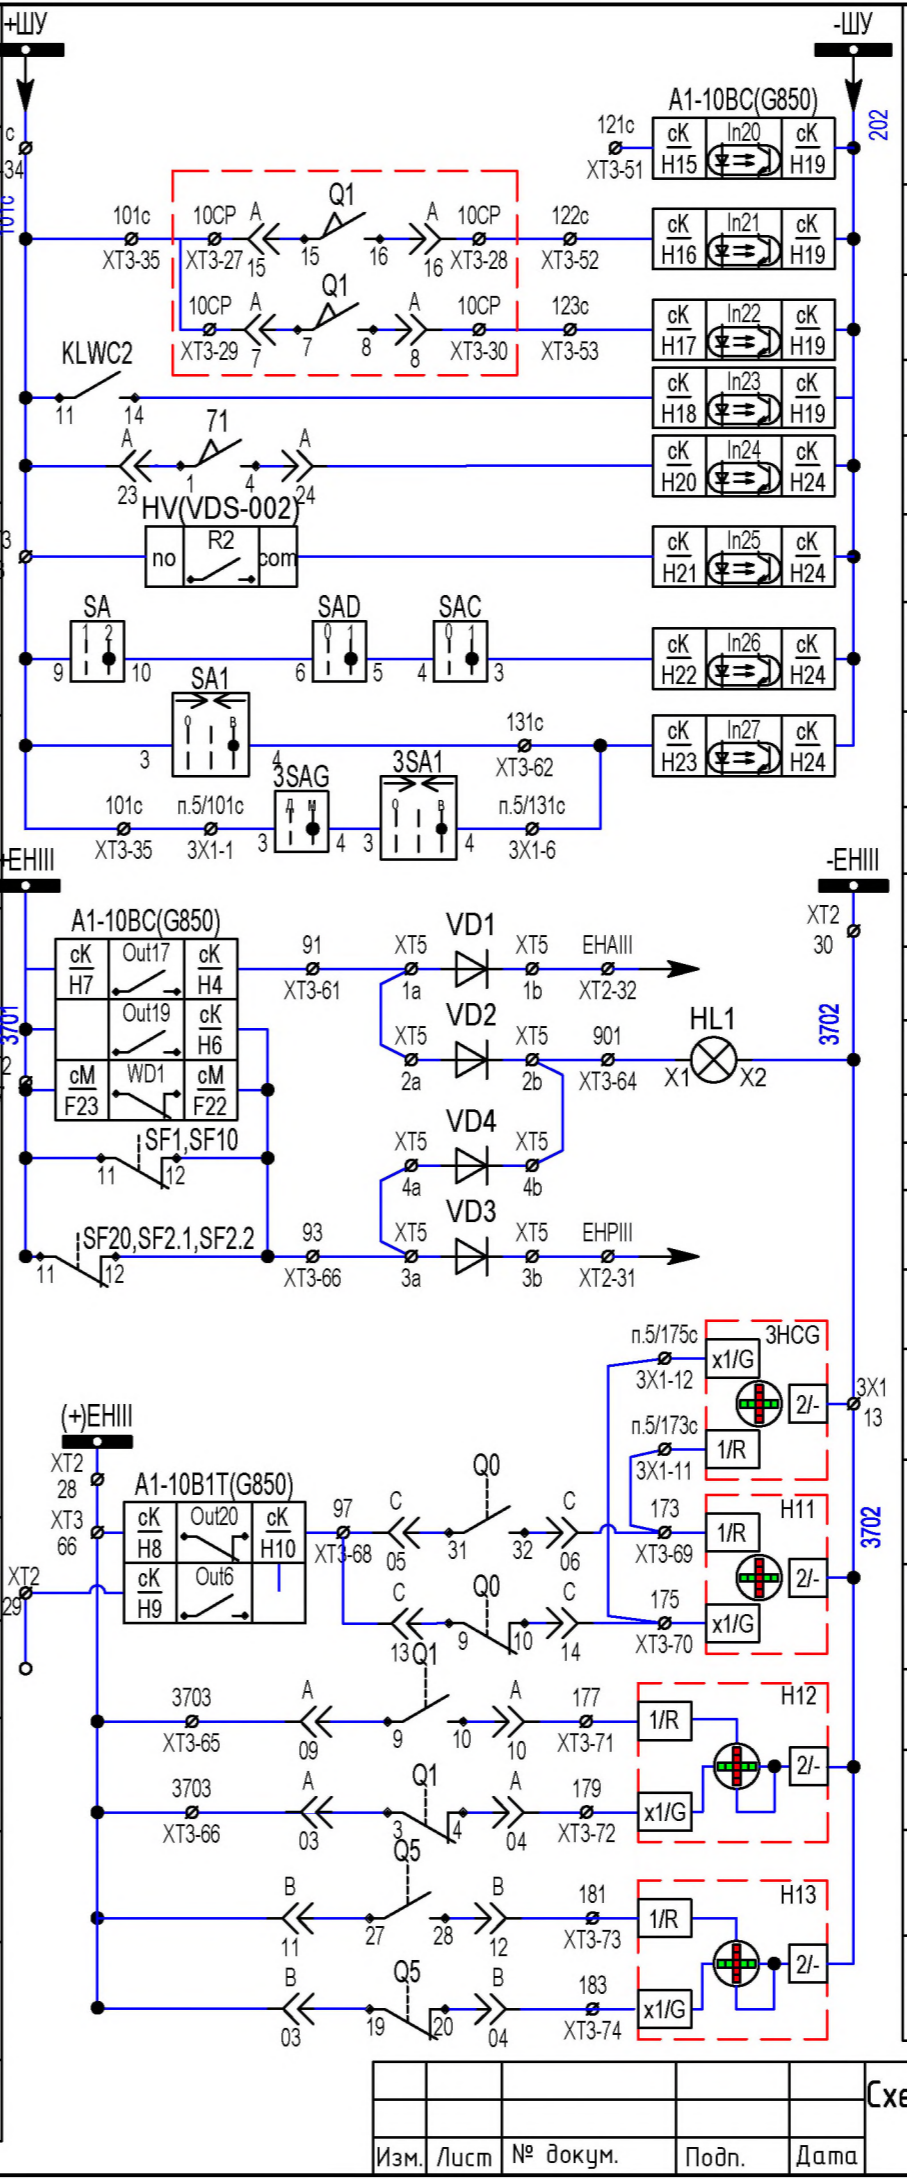 +ШУ
-ШУ
A1-10BC(G850)
121c
XT3-51
cK
H15
In20
cK
H19
202
c
-34
101c
101c
XT3-35
10CP
XT3-27
A
15
Q1
15
16
A
16
10CP
XT3-28
122c
XT3-52
cK
H16
In21
cK
H19
10CP
XT3-29
A
7
Q1
7
8
A
8
10CP
XT3-30
123c
XT3-53
cK
H17
In22
cK
H19
KLWC2
11
14
cK
H18
In23
cK
H19
A
23
71
1
4
A
24
cK
H20
In24
cK
H24
HV(VDS-002)
no
R2
com
3
cK
H21
In25
cK
H24
SA
1 2
9
10
SAD
0 1
6
5
SAC
0 1
4
3
cK
H22
In26
cK
H24
SA1
0 B
3
4
131c
XT3-62
cK
H23
In27
cK
H24
101c
XT3-35
п.5/101c
3X1-1
3SAG
Д М
3
4
3SA1
0 B
3
4
п.5/131c
3X1-6
+EHIII
-EHIII
XT2
30
A1-10BC(G850)
cK
H7
Out17
cK
H4
Out19
cK
H6
cM
F23
WD1
cM
F22
3701
2
91
XT3-61
XT5
1a
VD1
XT5
1b
EHAIII
XT2-32
XT5
2a
VD2
XT5
2b
901
XT3-64
HL1
X1
X2
3702
SF1,SF10
11
12
XT5
4a
VD4
XT5
4b
SF20,SF2.1,SF2.2
11
12
93
XT3-66
XT5
3a
VD3
XT5
3b
EHPIII
XT2-31
п.5/175c
3X1-12
x1/G
3HCG
2/-
3X1
13
п.5/173c
3X1-11
1/R
(+)EHIII
XT2
28
XT3
66
A1-10B1T(G850)
cK
H8
Out20
cK
H10
cK
H9
Out6
XT2
29
97
XT3-68
C
05
Q0
31
32
C
06
173
XT3-69
1/R
H11
2/-
3702
C
13
Q0
9
10
C
14
175
XT3-70
x1/G
3703
XT3-65
A
09
Q1
9
10
A
10
177
XT3-71
1/R
H12
2/-
3703
XT3-66
A
03
Q1
3
4
A
04
179
XT3-72
x1/G
B
11
Q5
27
28
B
12
181
XT3-73
1/R
H13
2/-
B
03
Q5
19
20
B
04
183
XT3-74
x1/G
Схе
Изм. Лист № докум. Подп. Дата